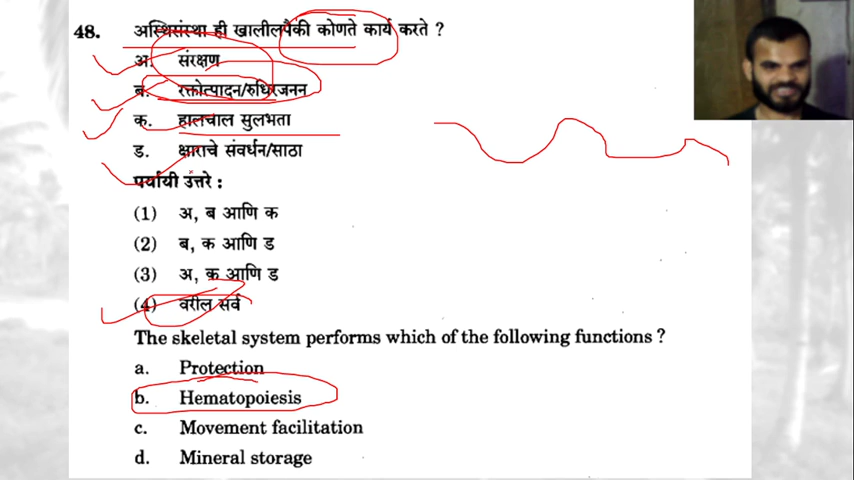 48. अस्थिसंस्था ही खालीलपैकी कोणते कार्य करते ?
अ. संरक्षण
ब. रक्तोत्पादन/रुधिरजनन
क. हालचाल सुलभता
ड. क्षाराचे संवर्धन/साठा
पर्यायी उत्तरे :
(1) अ, ब आणि क
(2) ब, क आणि ड
(3) अ, क आणि ड
(4) वरील सर्व
The skeletal system performs which of the following functions ?
a. Protection
b. Hematopoiesis
c. Movement facilitation
d. Mineral storage